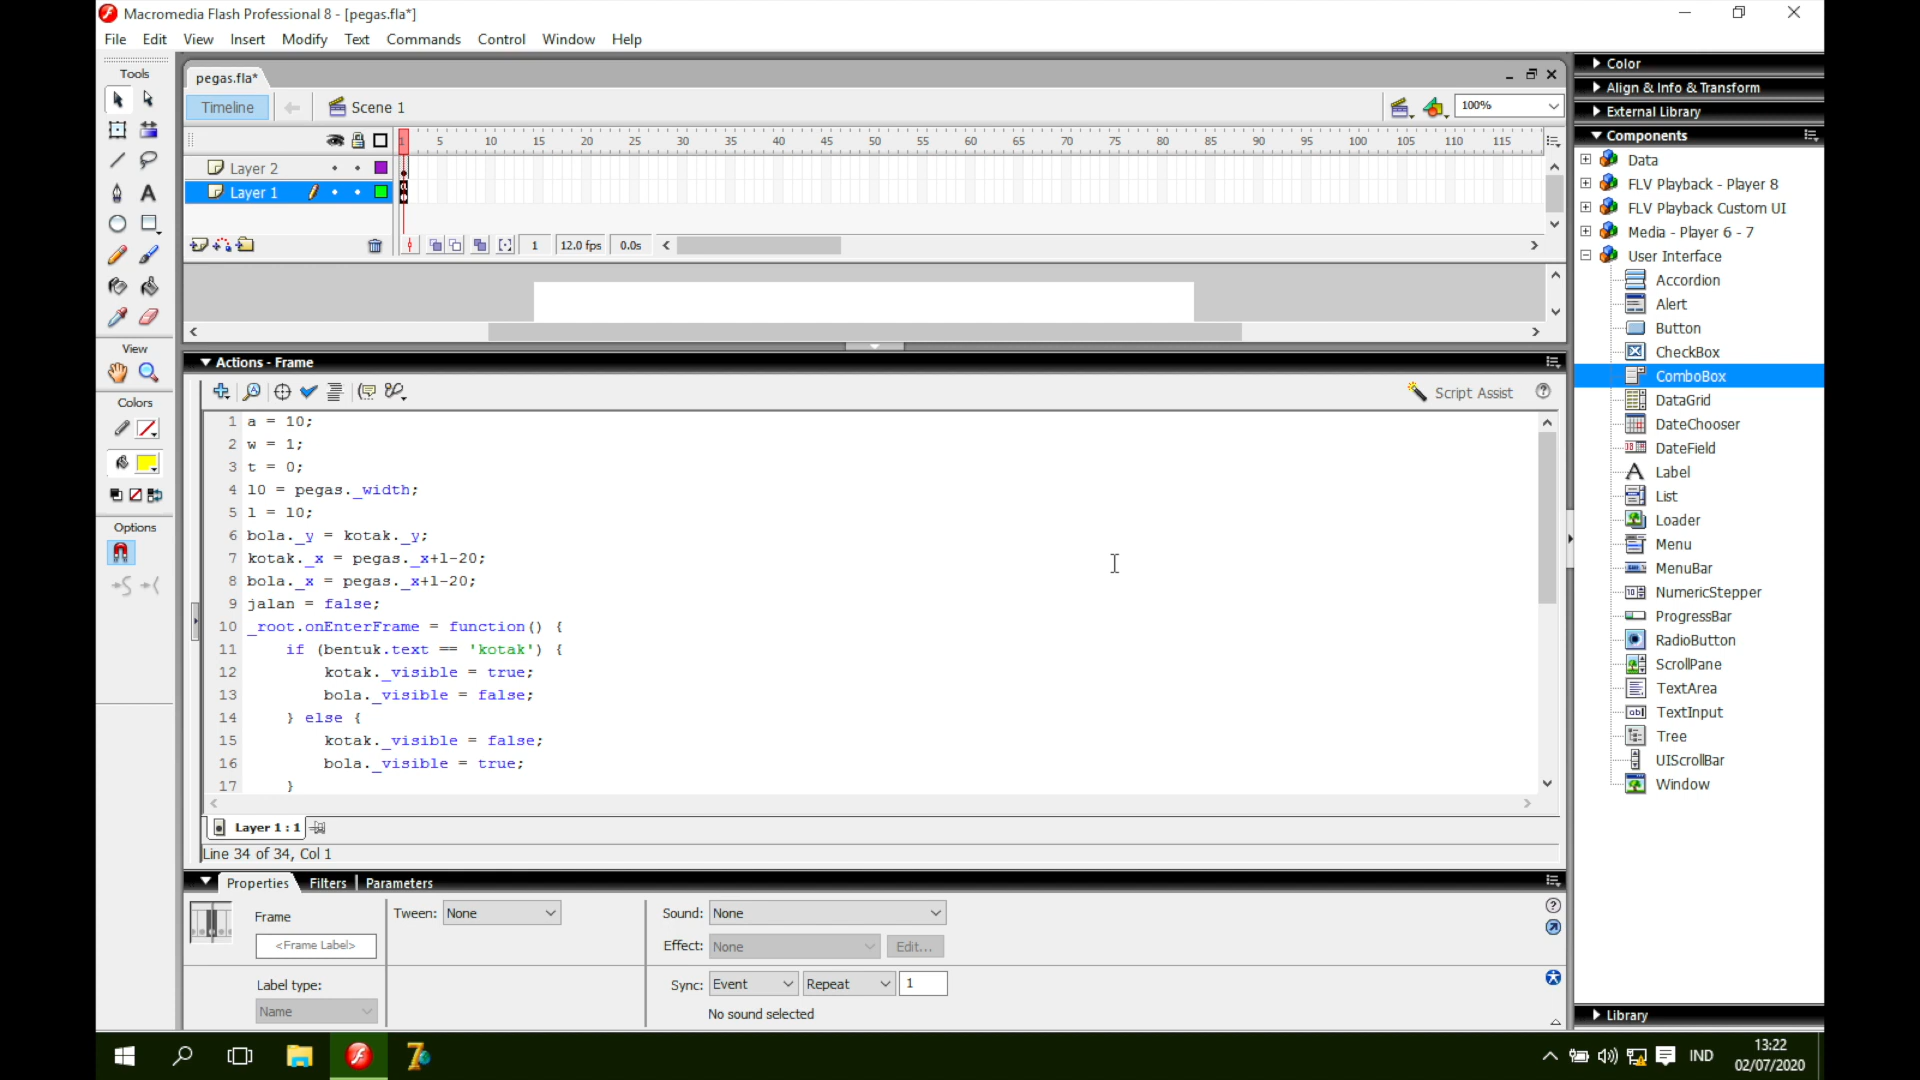 Macromedia Flash Professional 8 - [pegas.fla*]
File Edit View Insert Modify Text Commands Control Window Help
Tools
View
Colors
Options
pegas.fla*
Timeline
Scene 1
100%
1 5 10 15 20 25 30 35 40 45 50 55 60 65 70 75 80 85 90 95 100 105 110 115
Layer 2
Layer 1
1 12.0 fps 0.0s
Actions - Frame
Script Assist
1 a = 10;
2 w = 1;
3 t = 0;
4 l0 = pegas._width;
5 l = l0;
6 bola._y = kotak._y;
7 kotak._x = pegas._x+l-20;
8 bola._x = pegas._x+l-20;
9 jalan = false;
10 _root.onEnterFrame = function() {
11 if (bentuk.text == 'kotak') {
12 kotak._visible = true;
13 bola._visible = false;
14 } else {
15 kotak._visible = false;
16 bola._visible = true;
17 }
Layer 1 : 1
Line 34 of 34, Col 1
Properties Filters Parameters
Frame
<Frame Label>
Label type:
Name
Tween: None
Sound: None
Effect: None Edit...
Sync: Event Repeat 1
No sound selected
Color
Align & Info & Transform
External Library
Components
Data
FLV Playback - Player 8
FLV Playback Custom UI
Media - Player 6 - 7
User Interface
Accordion
Alert
Button
CheckBox
ComboBox
DataGrid
DateChooser
DateField
Label
List
Loader
Menu
MenuBar
NumericStepper
ProgressBar
RadioButton
ScrollPane
TextArea
TextInput
Tree
UIScrollBar
Window
Library
IND
13:22
02/07/2020